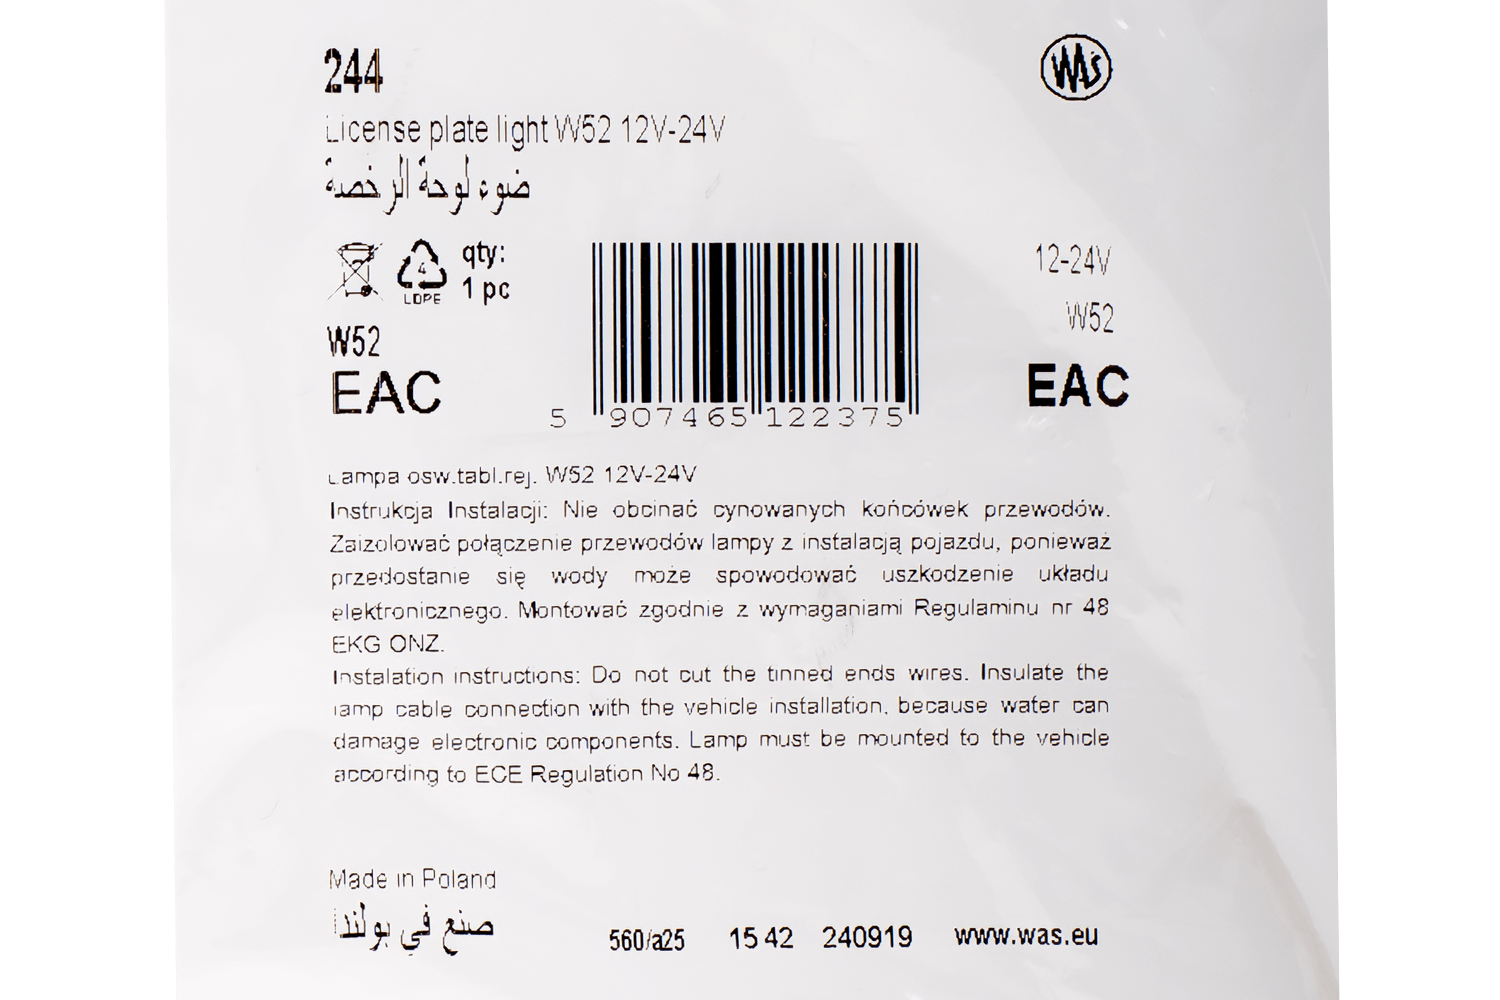 244
WAS
License plate light W52 12V-24V
ضوء لوحة الرخصة
4
LDPE
qty:
1 pc
W52
EAC
5 907465 122375
12-24V
W52
EAC
Lampa osw.tabl.rej. W52 12V-24V
Instrukcja Instalacji: Nie obcinać cynowanych końcówek przewodów.
Zaizolować połączenie przewodów lampy z instalacją pojazdu, ponieważ
przedostanie się wody może spowodować uszkodzenie układu
elektronicznego. Montować zgodnie z wymaganiami Regulaminu nr 48
EKG ONZ.
Instalation instructions: Do not cut the tinned ends wires. Insulate the
lamp cable connection with the vehicle installation, because water can
damage electronic components. Lamp must be mounted to the vehicle
according to ECE Regulation No 48.
Made in Poland
صنع في بولندا
560/a25 15 42 240919 www.was.eu